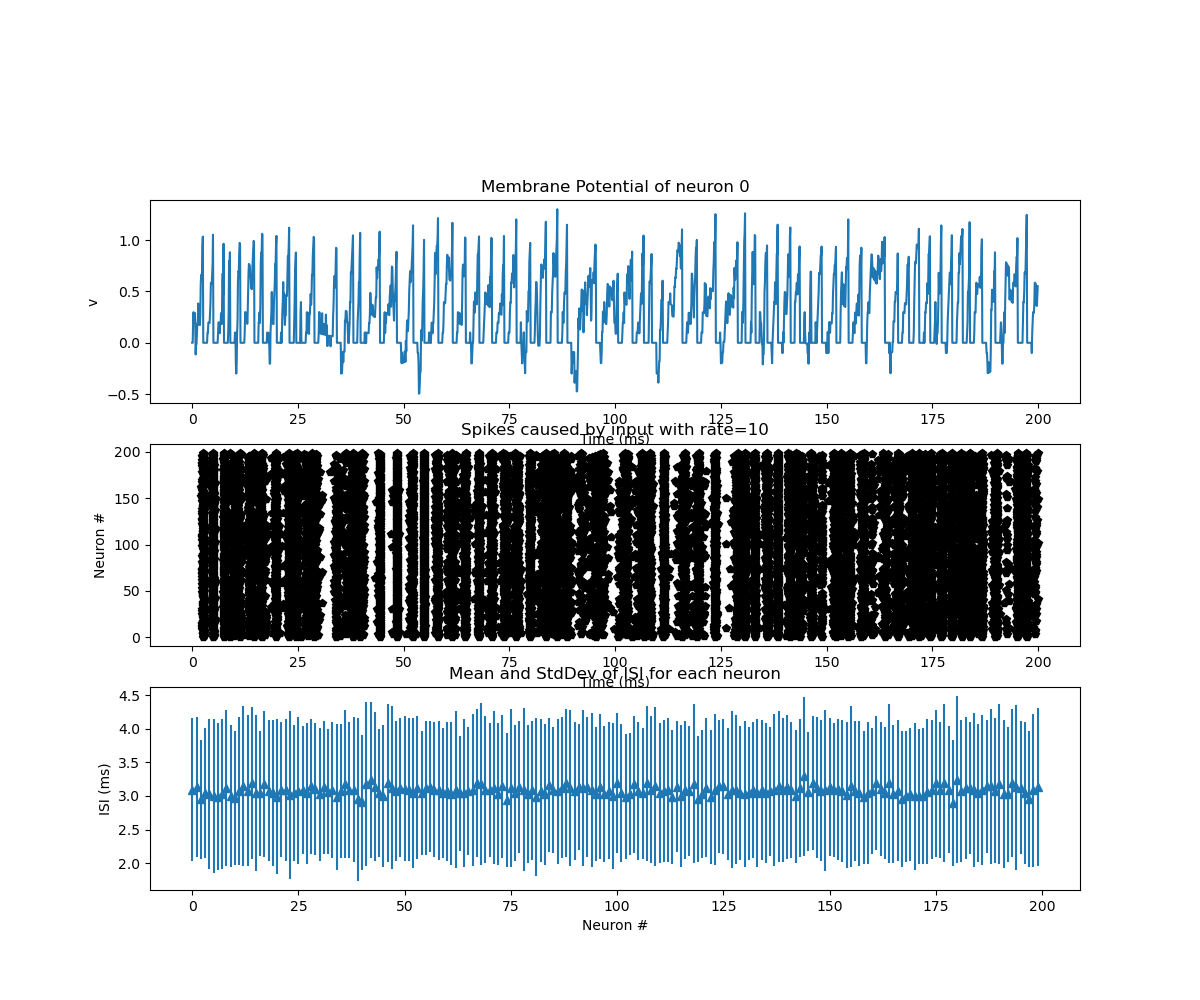 Membrane Potential of neuron 0
1.0
0.5
0.0
−0.5
v
0 25 50 75 100 125 150 175 200
Time (ms)
Spikes caused by input with rate=10
200
150
100
50
0
Neuron #
0 25 50 75 100 125 150 175 200
Time (ms)
Mean and StdDev of ISI for each neuron
4.5
4.0
3.5
3.0
2.5
2.0
ISI (ms)
0 25 50 75 100 125 150 175 200
Neuron #